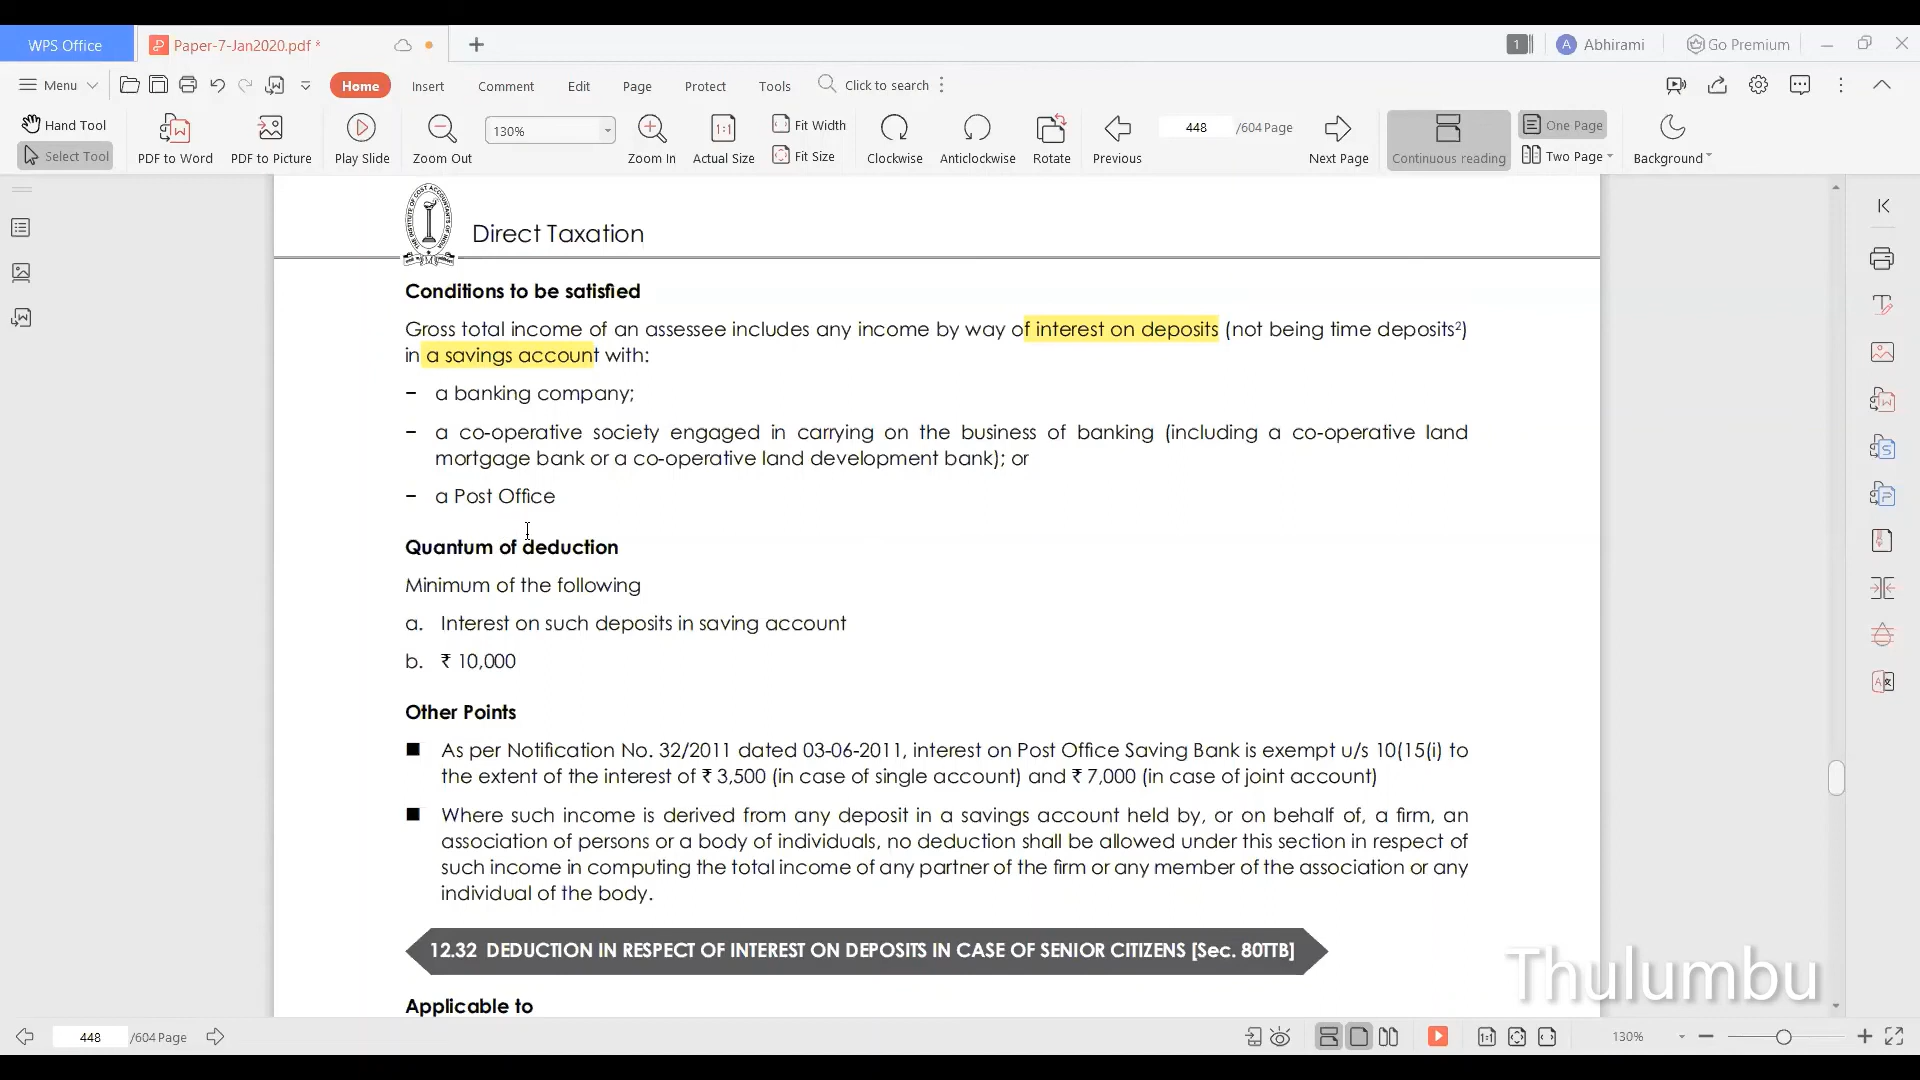 WPS Office
Paper-7-Jan2020.pdf *
1
A Abhirami
Go Premium
Menu
Home
Insert
Comment
Edit
Page
Protect
Tools
Click to search
Hand Tool
Select Tool
PDF to Word
PDF to Picture
Play Slide
Zoom Out
130%
Zoom In
1:1
Actual Size
Fit Width
Fit Size
Clockwise
Anticlockwise
Rotate
Previous
448 /604 Page
Next Page
Continuous reading
One Page
Two Page
Background
Direct Taxation
Conditions to be satisfied
Gross total income of an assessee includes any income by way of interest on deposits (not being time deposits²)
in a savings account with:
– a banking company;
– a co-operative society engaged in carrying on the business of banking (including a co-operative land
mortgage bank or a co-operative land development bank); or
– a Post Office
Quantum of deduction
Minimum of the following
a. Interest on such deposits in saving account
b. ₹ 10,000
Other Points
■ As per Notification No. 32/2011 dated 03-06-2011, interest on Post Office Saving Bank is exempt u/s 10(15(i) to
the extent of the interest of ₹ 3,500 (in case of single account) and ₹ 7,000 (in case of joint account)
■ Where such income is derived from any deposit in a savings account held by, or on behalf of, a firm, an
association of persons or a body of individuals, no deduction shall be allowed under this section in respect of
such income in computing the total income of any partner of the firm or any member of the association or any
individual of the body.
12.32 DEDUCTION IN RESPECT OF INTEREST ON DEPOSITS IN CASE OF SENIOR CITIZENS [Sec. 80TTB]
Applicable to
Thulumbu
448 /604 Page
1:1
130%